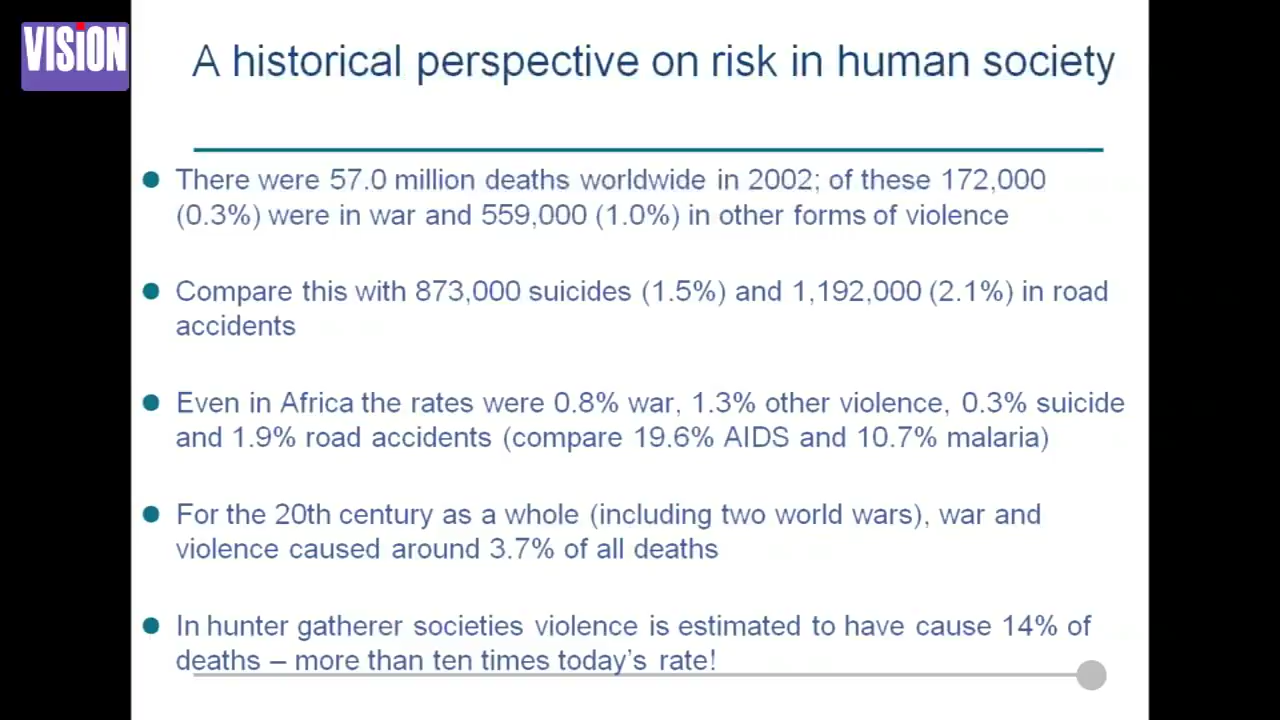 VISION
A historical perspective on risk in human society
There were 57.0 million deaths worldwide in 2002; of these 172,000
(0.3%) were in war and 559,000 (1.0%) in other forms of violence
Compare this with 873,000 suicides (1.5%) and 1,192,000 (2.1%) in road
accidents
Even in Africa the rates were 0.8% war, 1.3% other violence, 0.3% suicide
and 1.9% road accidents (compare 19.6% AIDS and 10.7% malaria)
For the 20th century as a whole (including two world wars), war and
violence caused around 3.7% of all deaths
In hunter gatherer societies violence is estimated to have cause 14% of
deaths – more than ten times today's rate!